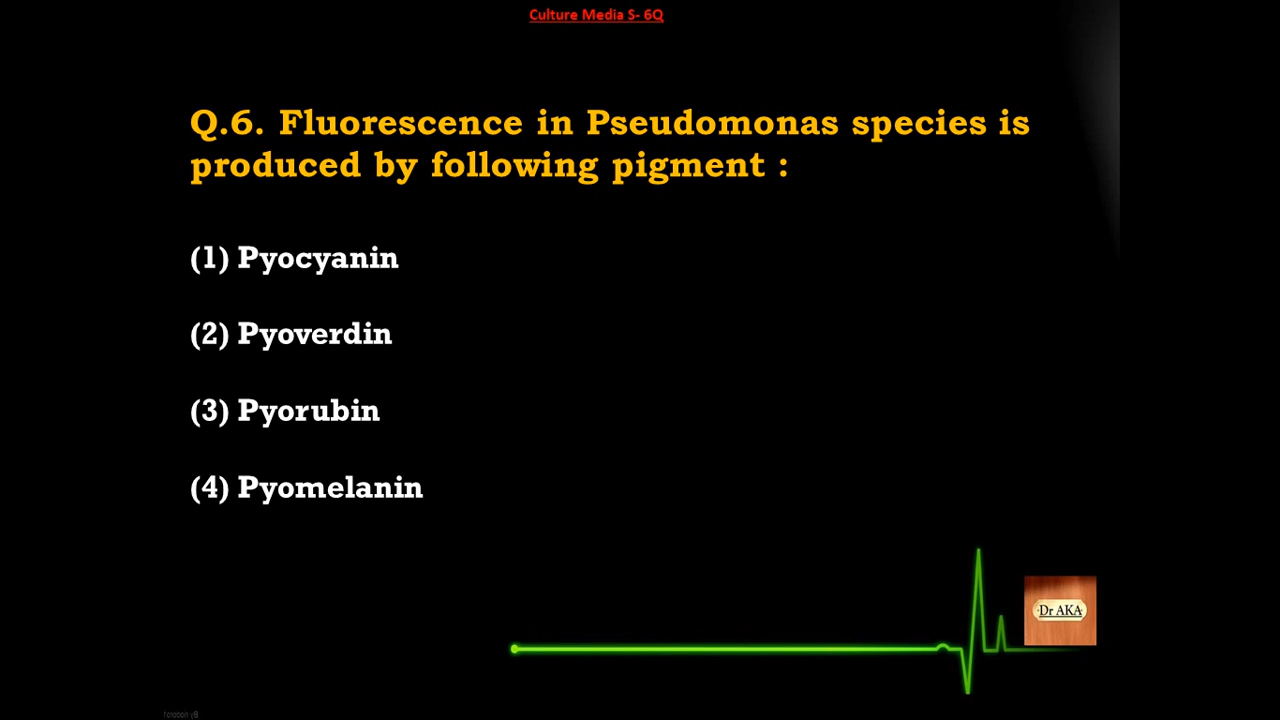 Culture Media S- 6Q
Q.6. Fluorescence in Pseudomonas species is
produced by following pigment :
(1) Pyocyanin
(2) Pyoverdin
(3) Pyorubin
(4) Pyomelanin
Dr AKA